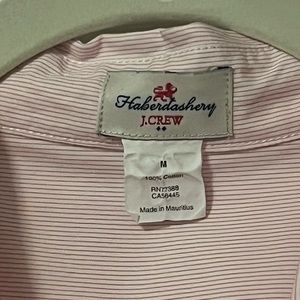 Haberdashery
J.CREW
M
100% Cotton
RN77388
CA56445
Made in Mauritius